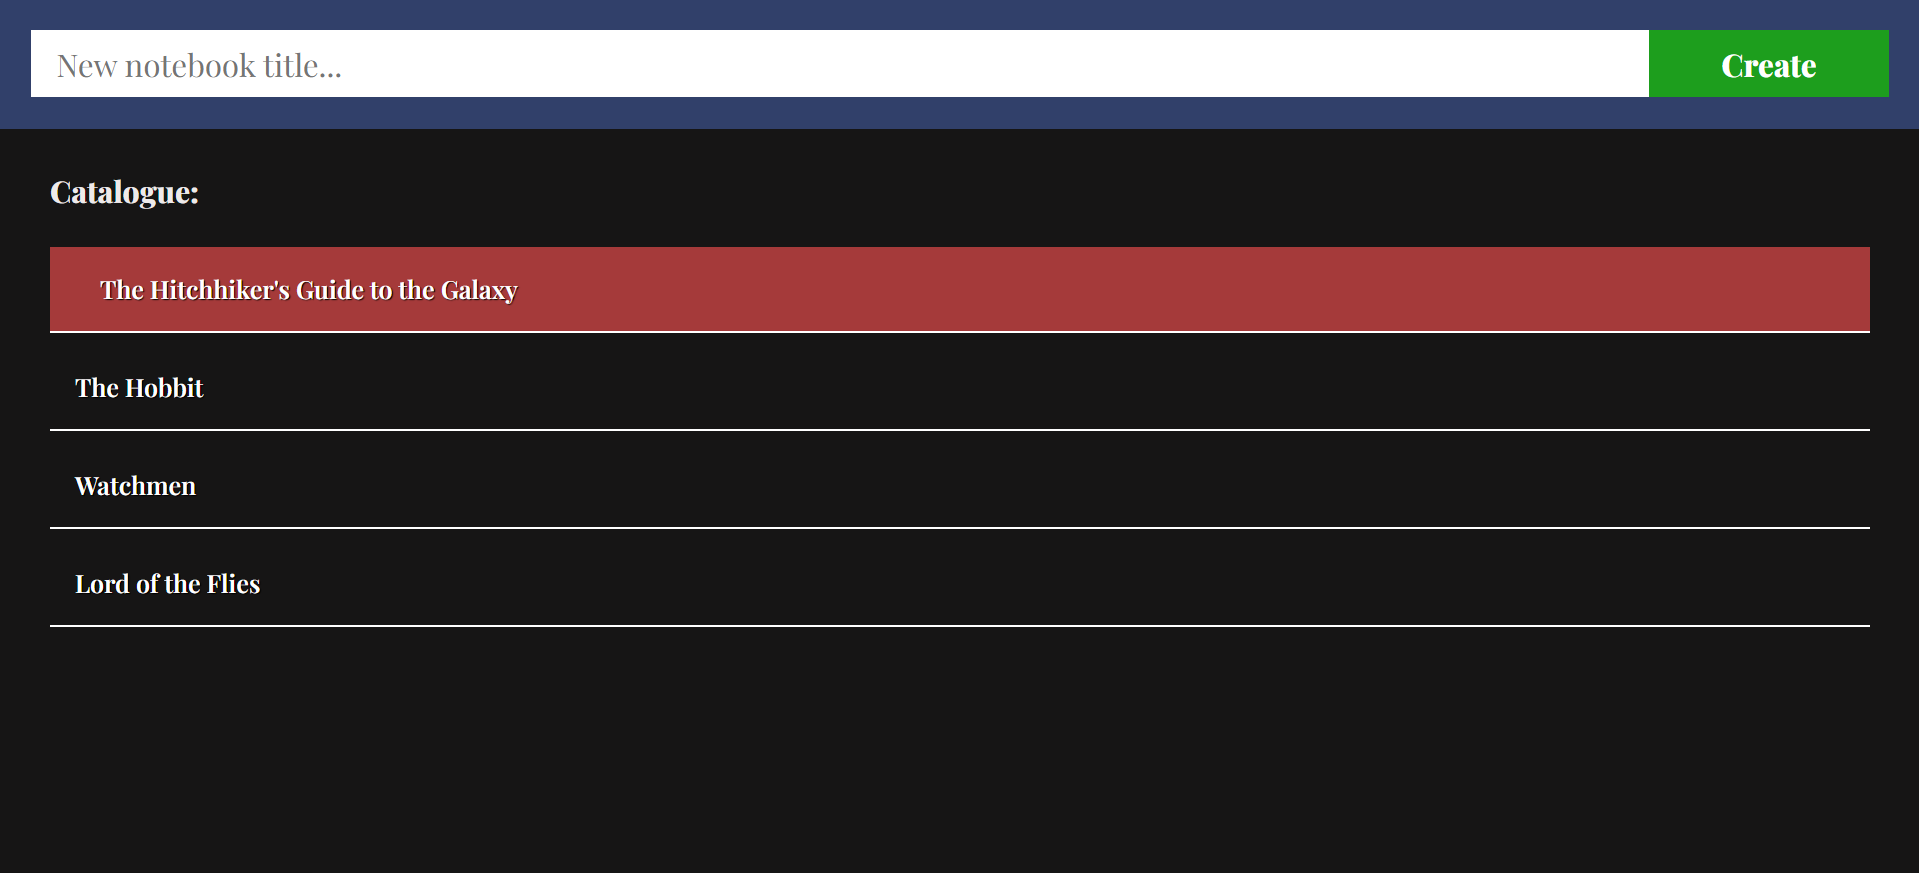 New notebook title...
Create
Catalogue:
The Hitchhiker's Guide to the Galaxy
The Hobbit
Watchmen
Lord of the Flies